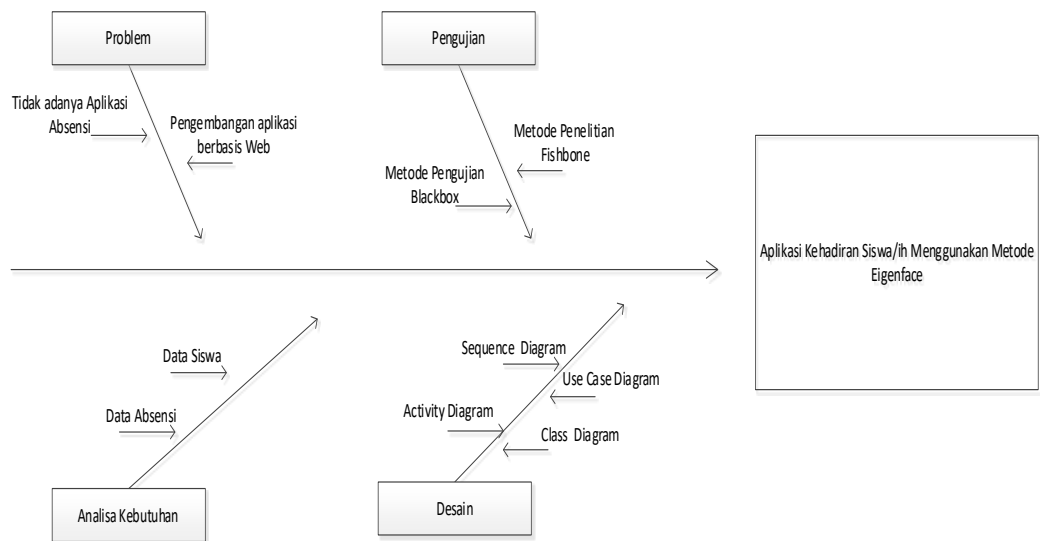 Problem
Pengujian
Tidak adanya Aplikasi
Absensi
Pengembangan aplikasi
berbasis Web
Metode Penelitian
Fishbone
Metode Pengujian
Blackbox
Aplikasi Kehadiran Siswa/ih Menggunakan Metode
Eigenface
Data Siswa
Data Absensi
Sequence Diagram
Use Case Diagram
Activity Diagram
Class Diagram
Analisa Kebutuhan
Desain